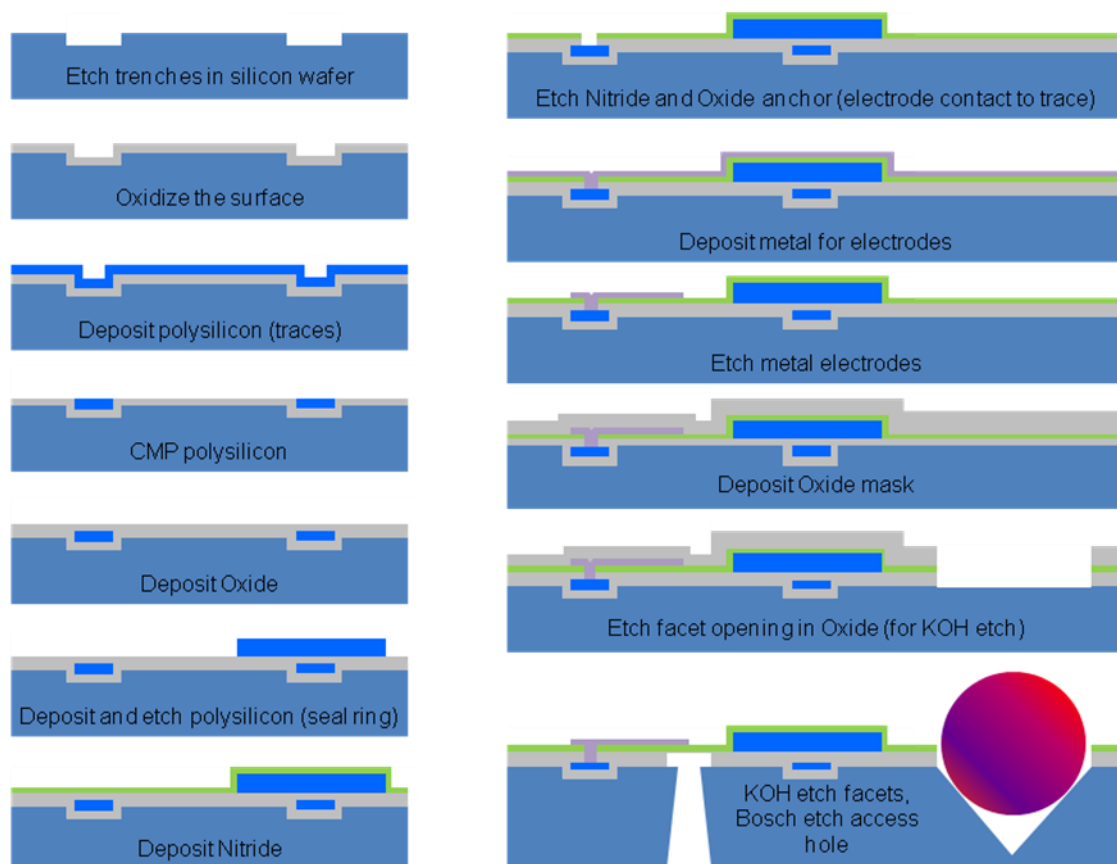 Etch trenches in silicon wafer
Oxidize the surface
Deposit polysilicon (traces)
CMP polysilicon
Deposit Oxide
Deposit and etch polysilicon (seal ring)
Deposit Nitride
Etch Nitride and Oxide anchor (electrode contact to trace)
Deposit metal for electrodes
Etch metal electrodes
Deposit Oxide mask
Etch facet opening in Oxide (for KOH etch)
KOH etch facets,
Bosch etch access
hole